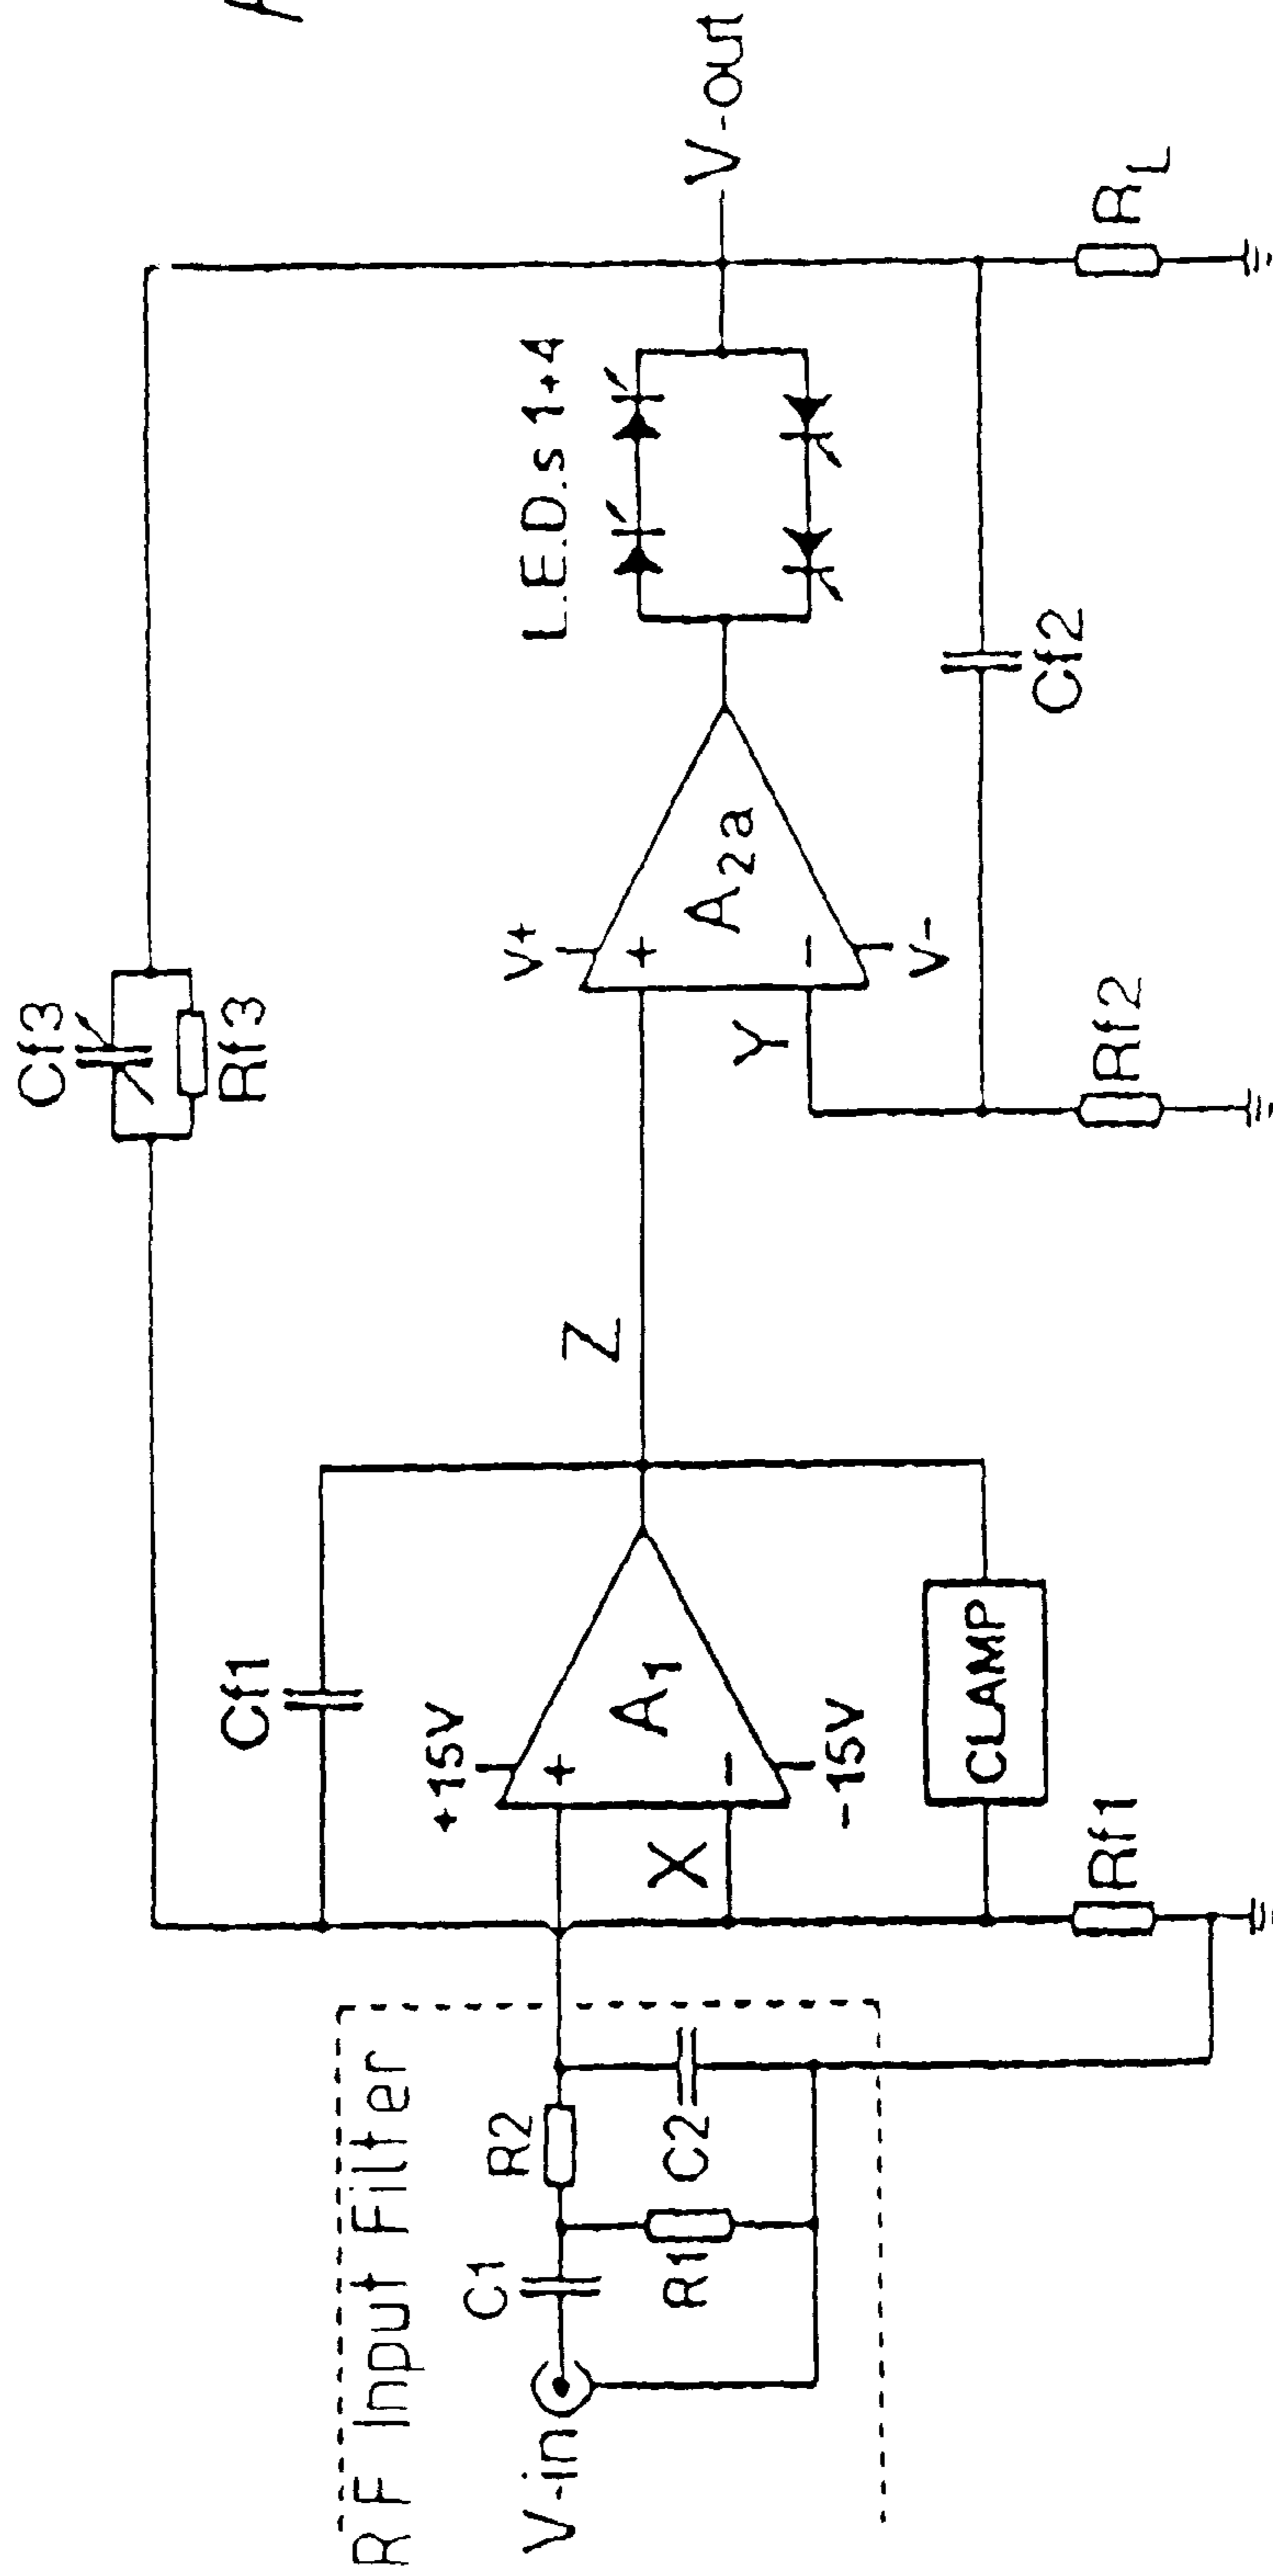 RF Input Filter
V-in
C1
R1
R2
C2
X
Rf1
+15V
A1
-15V
CLAMP
Cf1
Z
Cf3
Rf3
Y
Rf2
V+
A2a
V-
Cf2
L.E.D.s 1+4
V-out
RL